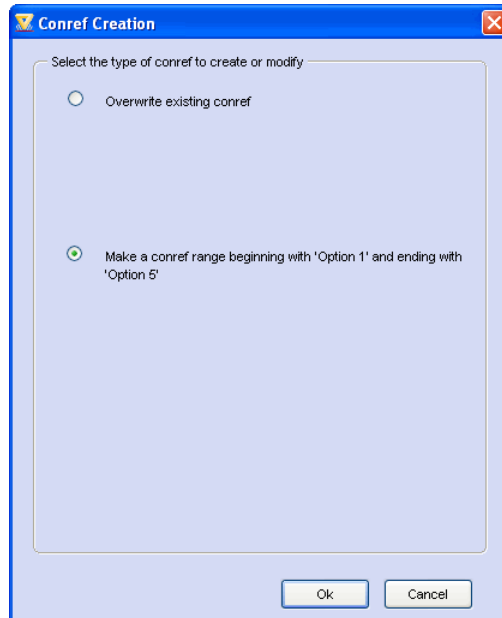 Conref Creation
Select the type of conref to create or modify
Overwrite existing conref
Make a conref range beginning with 'Option 1' and ending with
'Option 5'
Ok
Cancel